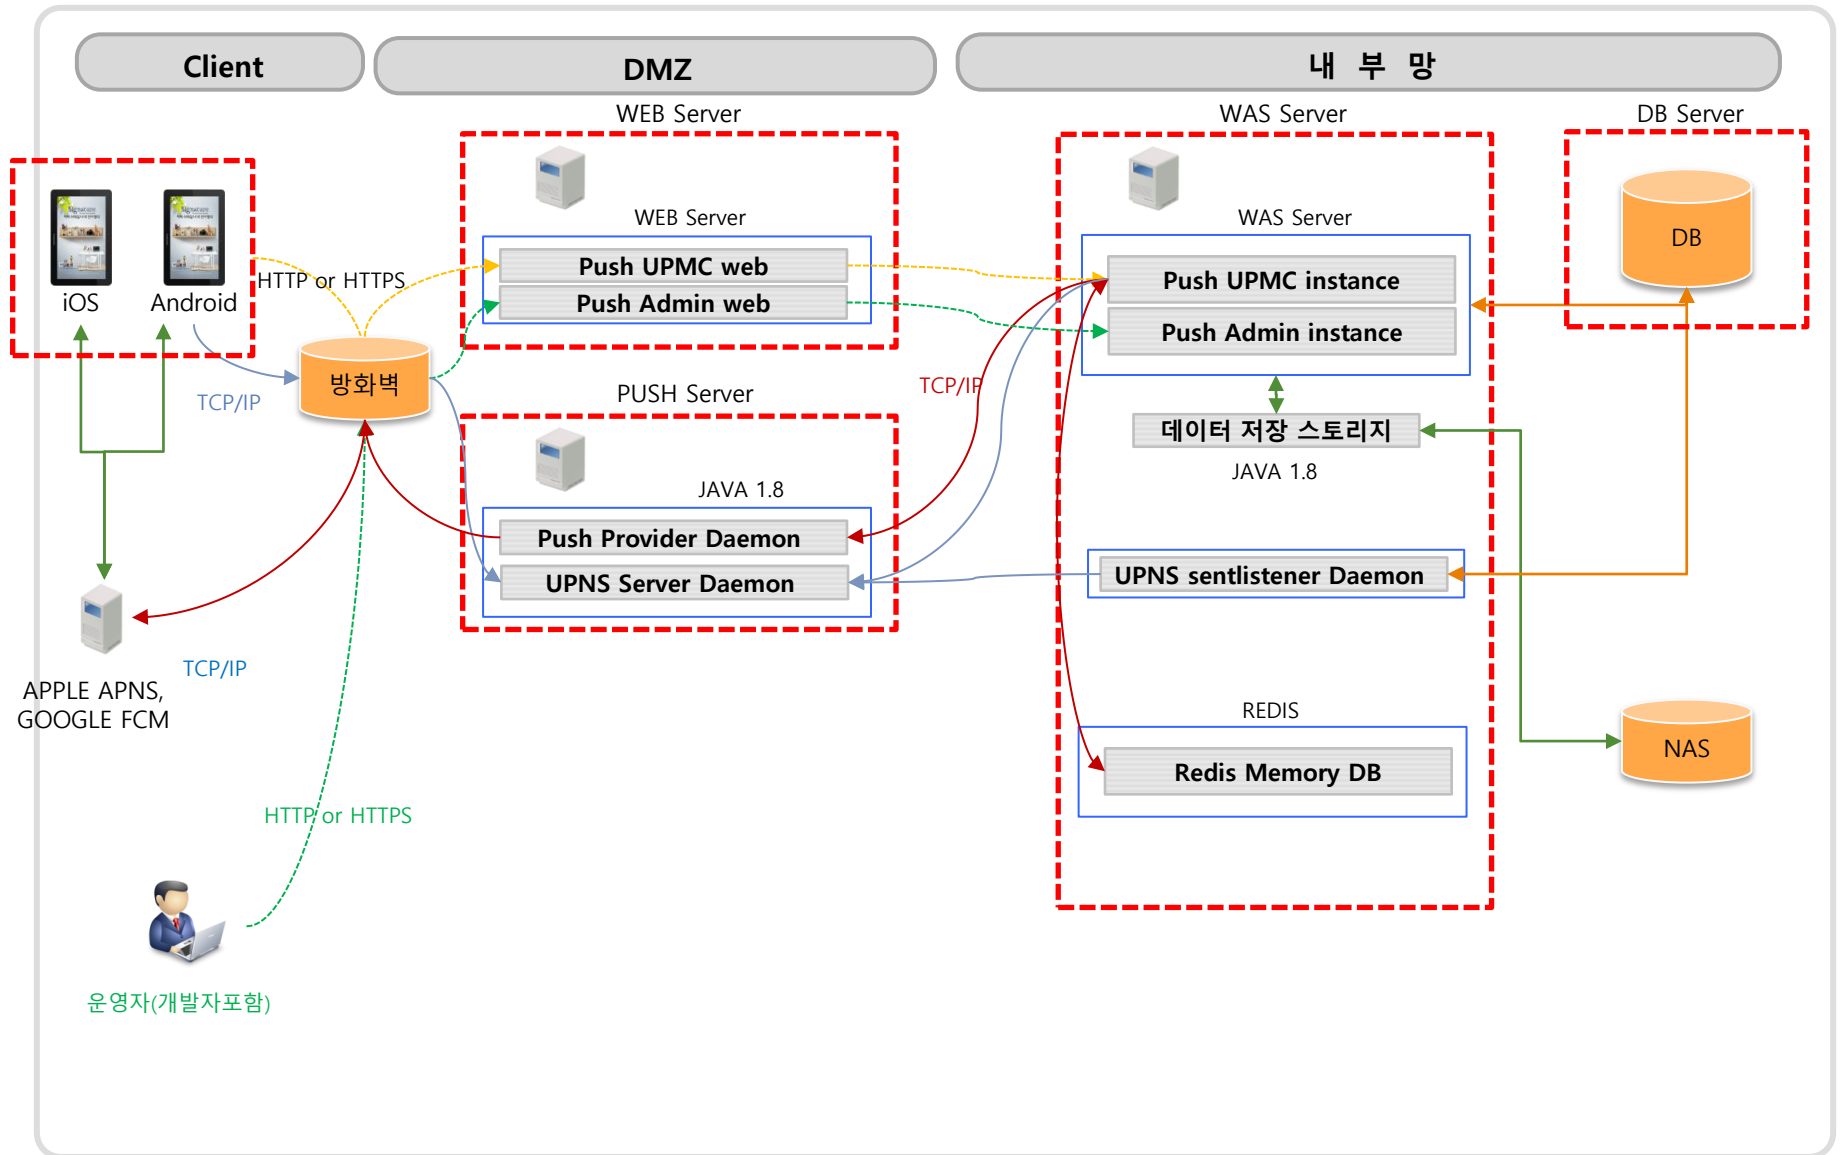 Client
DMZ
내 부 망
WEB Server
WAS Server
DB Server
WEB Server
WAS Server
Push UPMC web
Push Admin web
Push UPMC instance
Push Admin instance
DB
iOS
Android
HTTP or HTTPS
방화벽
TCP/IP
TCP/IP
PUSH Server
데이터 저장 스토리지
JAVA 1.8
JAVA 1.8
Push Provider Daemon
UPNS Server Daemon
UPNS sentlistener Daemon
TCP/IP
APPLE APNS,
GOOGLE FCM
REDIS
Redis Memory DB
NAS
HTTP or HTTPS
운영자(개발자포함)